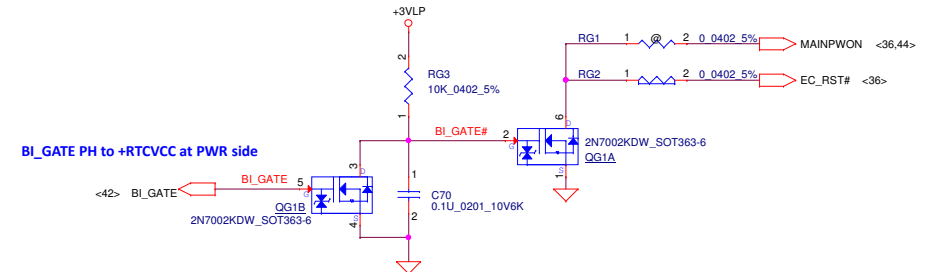 +3VLP
RG1 1 @ 2 0_0402_5% MAINPWON <36,44>
RG2 1 2 0_0402_5% EC_RST# <36>
2
RG3
10K_0402_5%
1
6
D
BI_GATE# 2
G
2N7002KDW_SOT363-6
QG1A
S
1
BI_GATE PH to +RTCVCC at PWR side
3
D
<42> BI_GATE BI_GATE 5
G
QG1B
2N7002KDW_SOT363-6
S
4
1
C70
0.1U_0201_10V6K
2